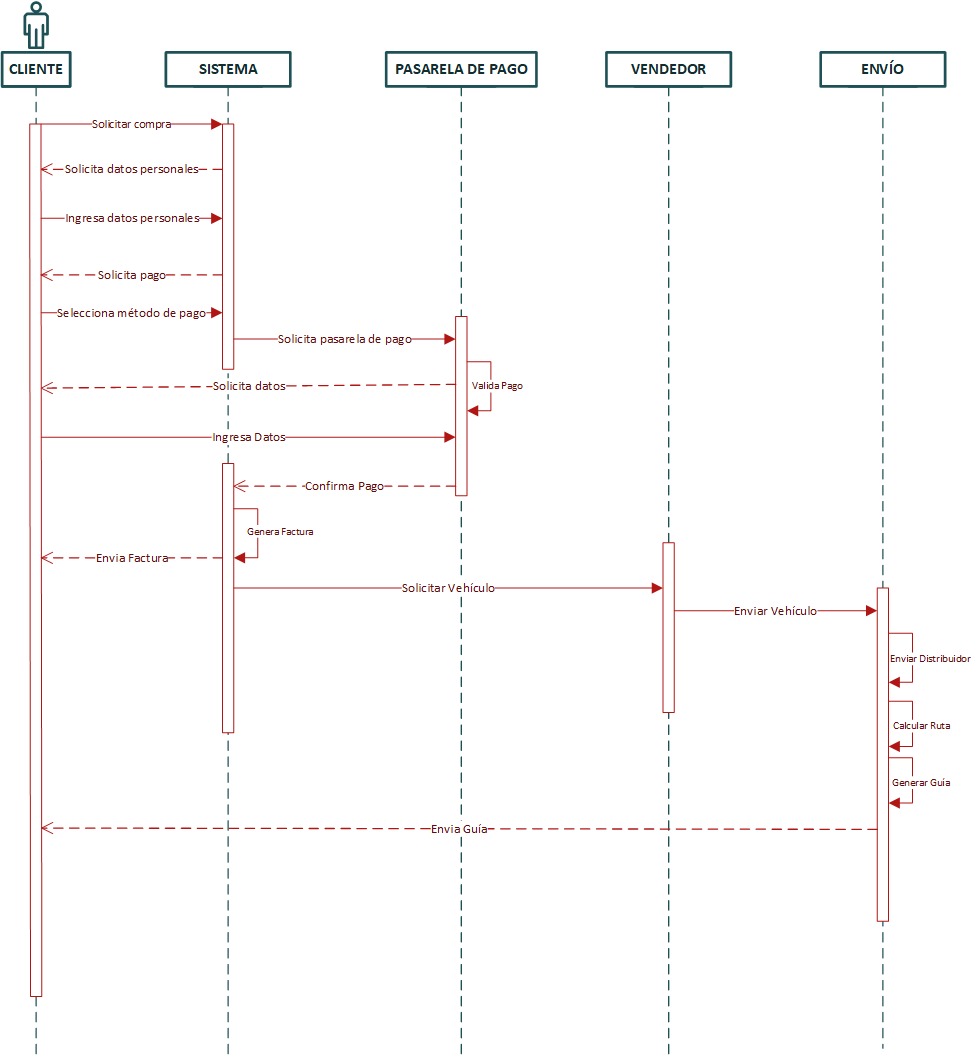 CLIENTE
SISTEMA
PASARELA DE PAGO
VENDEDOR
ENVÍO
Solicitar compra
Solicita datos personales
Ingresa datos personales
Solicita pago
Selecciona método de pago
Solicita pasarela de pago
Solicita datos
Valida Pago
Ingresa Datos
Confirma Pago
Genera Factura
Envia Factura
Solicitar Vehículo
Enviar Vehículo
Enviar Distribuidor
Calcular Ruta
Generar Guía
Envia Guía